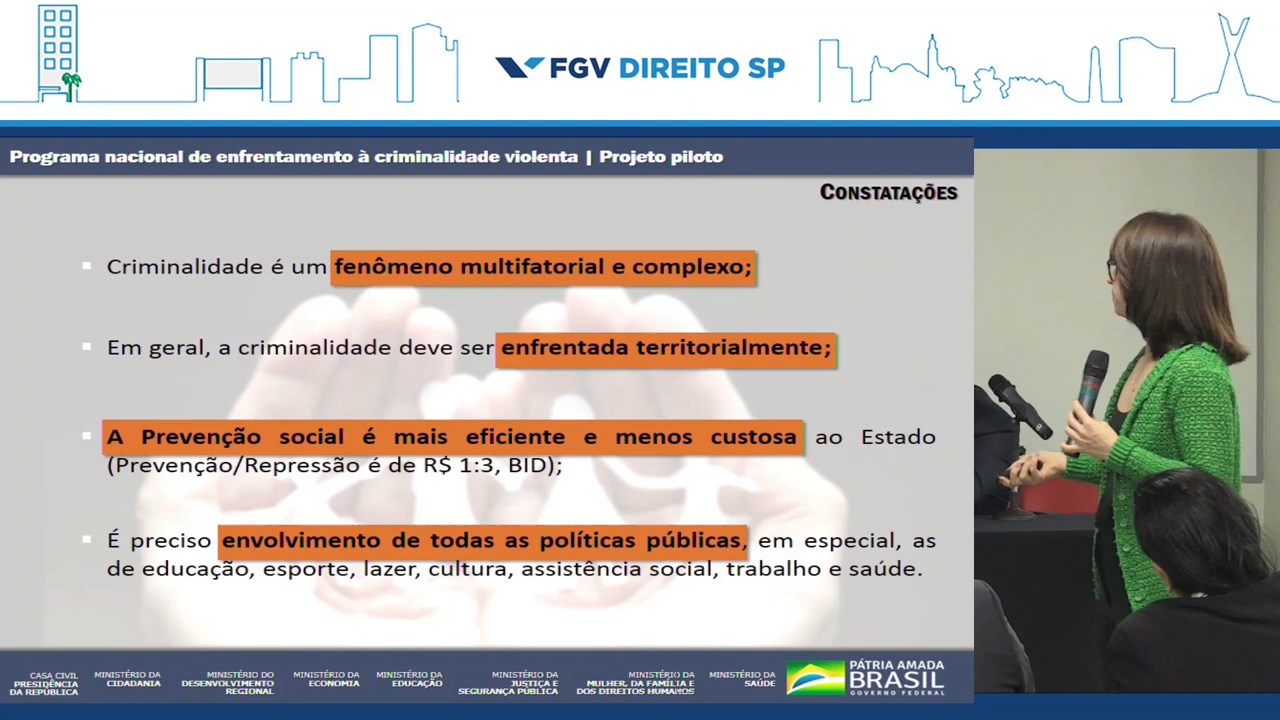 FGV DIREITO SP
Programa nacional de enfrentamento à criminalidade violenta | Projeto piloto
CONSTATAÇÕES
Criminalidade é um fenômeno multifatorial e complexo;
Em geral, a criminalidade deve ser enfrentada territorialmente;
A Prevenção social é mais eficiente e menos custosa ao Estado
(Prevenção/Repressão é de R$ 1:3, BID);
É preciso envolvimento de todas as políticas públicas, em especial, as
de educação, esporte, lazer, cultura, assistência social, trabalho e saúde.
CASA CIVIL
PRESIDÊNCIA
DA REPÚBLICA
MINISTÉRIO DA
CIDADANIA
MINISTÉRIO DO
DESENVOLVIMENTO
REGIONAL
MINISTÉRIO DA
ECONOMIA
MINISTÉRIO DA
EDUCAÇÃO
MINISTÉRIO DA
JUSTIÇA E
SEGURANÇA PÚBLICA
MINISTÉRIO DA
MULHER, DA FAMÍLIA E
DOS DIREITOS HUMANOS
MINISTÉRIO DA
SAÚDE
PÁTRIA AMADA
BRASIL
GOVERNO FEDERAL